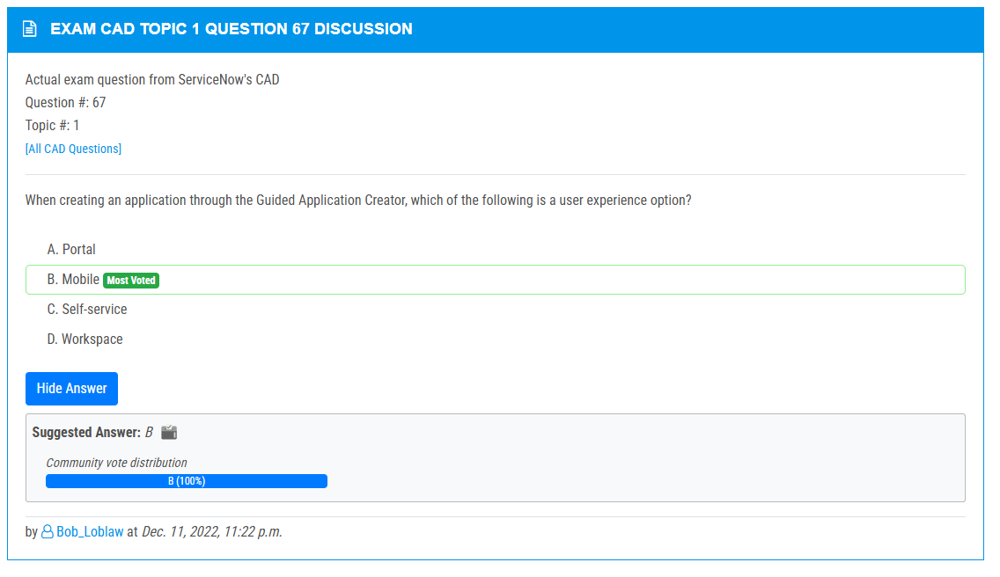 EXAM CAD TOPIC 1 QUESTION 67 DISCUSSION
Actual exam question from ServiceNow's CAD
Question #: 67
Topic #: 1
[All CAD Questions]
When creating an application through the Guided Application Creator, which of the following is a user experience option?
A. Portal
B. Mobile Most Voted
C. Self-service
D. Workspace
Hide Answer
Suggested Answer: B
Community vote distribution
B (100%)
by Bob_Loblaw at Dec. 11, 2022, 11:22 p.m.